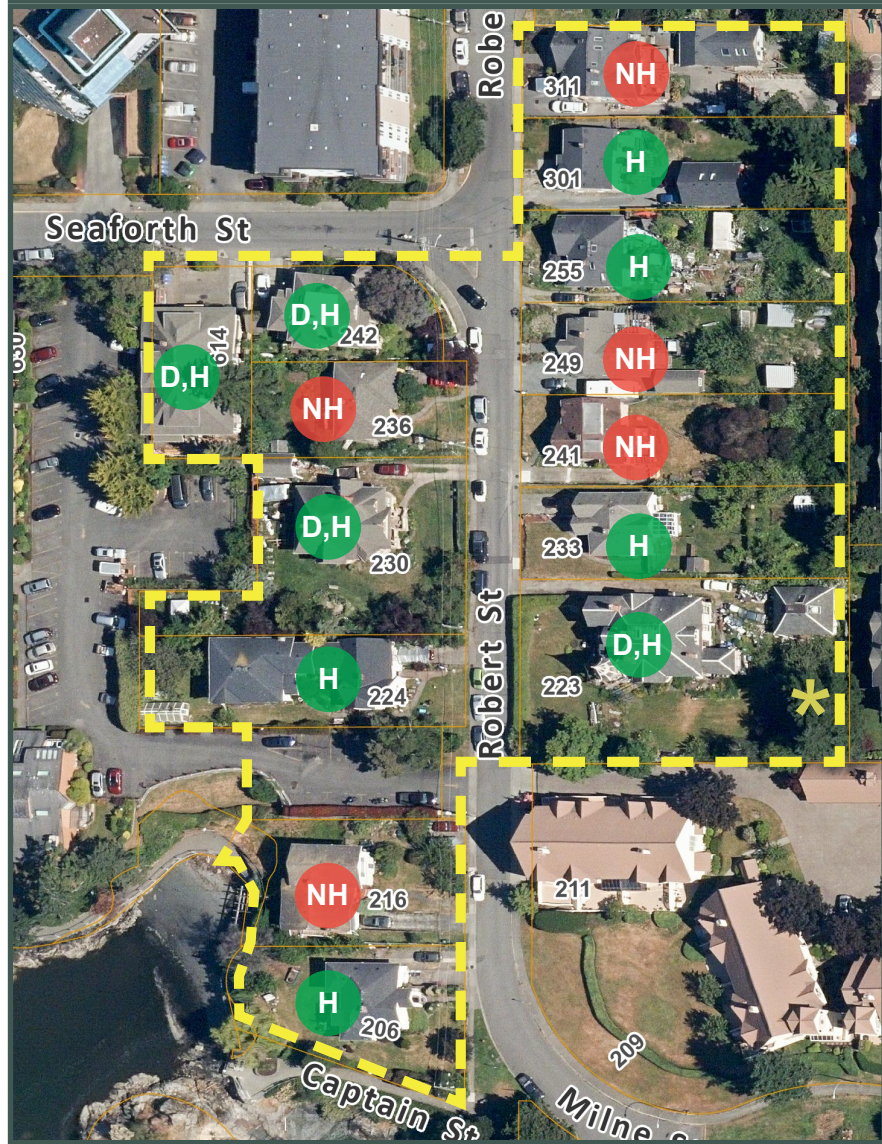 Robe
311
NH
301
H
Seaforth St
255
H
614
D,H
D,H
242
249
NH
NH
236
241
NH
D,H
230
233
H
D,H
223
*
H
224
Robert St
NH
216
211
H
206
209
Captain St
Milne S